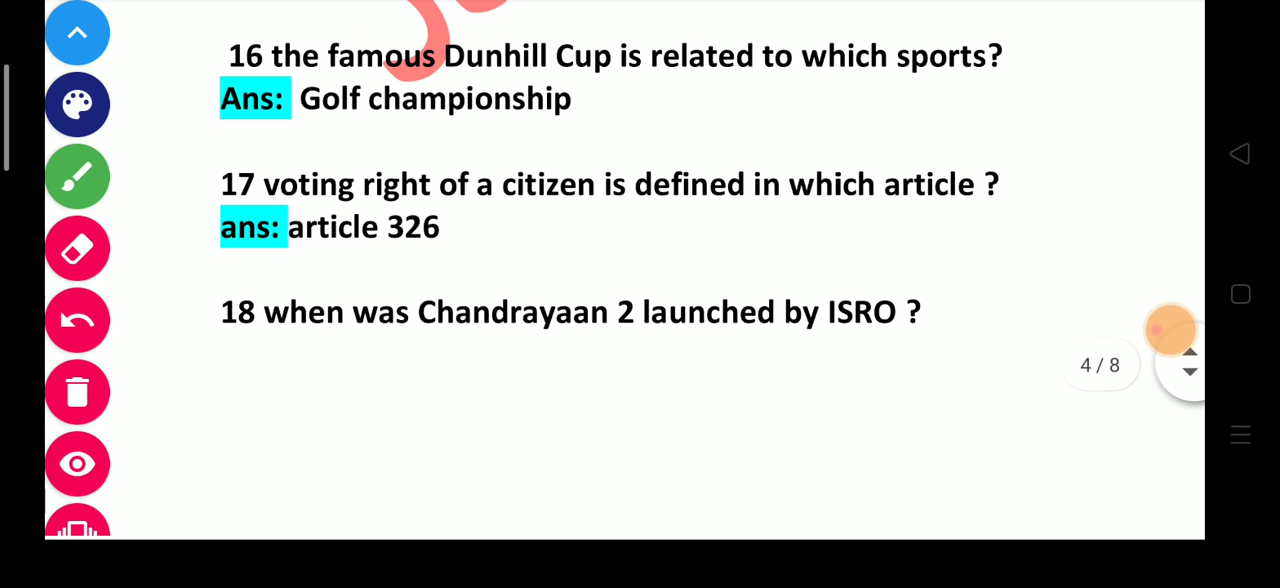 16 the famous Dunhill Cup is related to which sports?
Ans: Golf championship
17 voting right of a citizen is defined in which article ?
ans: article 326
18 when was Chandrayaan 2 launched by ISRO ?
4 / 8